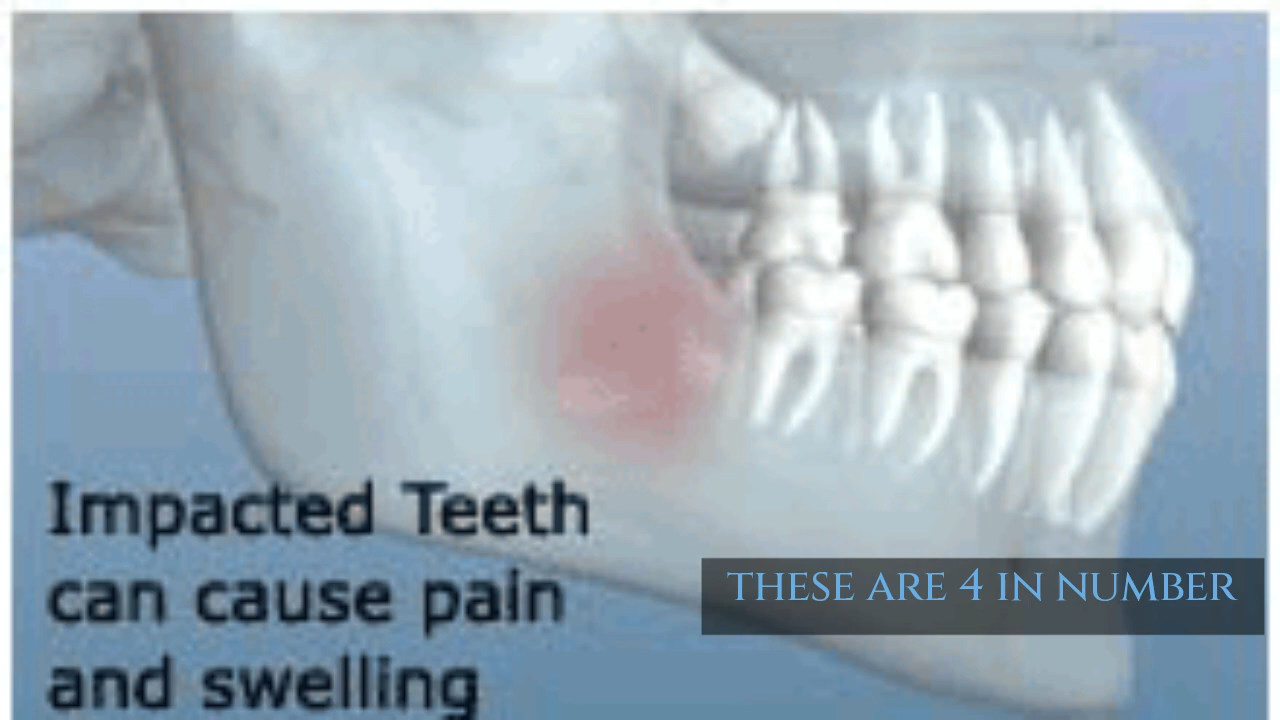 Impacted Teeth
can cause pain
and swelling
THESE ARE 4 IN NUMBER